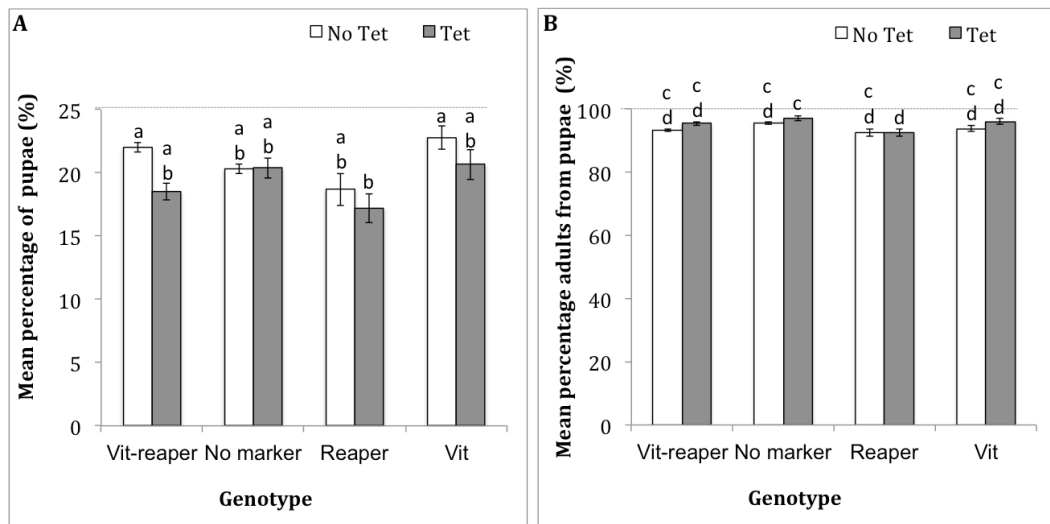 A
No Tet Tet
Mean percentage of pupae (%)
25
20
15
10
5
0
a
a
b
a a
b b
a
b b
a a
b
Vit-reaper No marker Reaper Vit
Genotype
B
No Tet Tet
Mean percentage adults from pupae (%)
100
80
60
40
20
0
c c
d d
c
d c
c
d d
c c
d d
Vit-reaper No marker Reaper Vit
Genotype